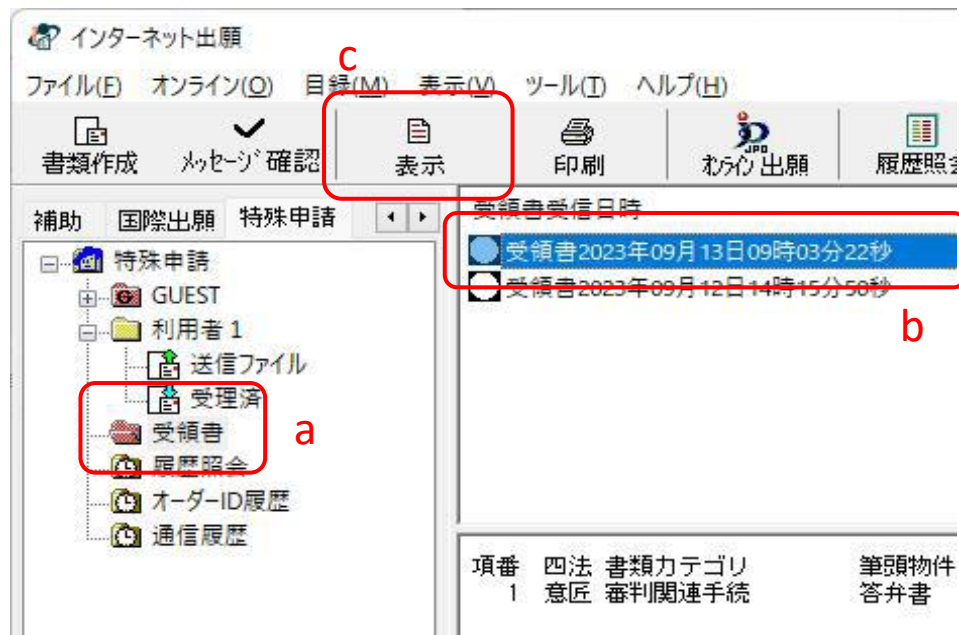 インターネット出願
c
ファイル(F) オンライン(O) 目録(M) 表示(V) ツール(T) ヘルプ(H)
書類作成 メッセージ確認 表示 印刷 JPO オンライン出願 履歴照会
補助 国際出願 特殊申請
特殊申請
GUEST
利用者1
送信ファイル
受理済
受領書
a
履歴照会
オーダーID履歴
通信履歴
受領書受信日時
受領書2023年09月13日09時03分22秒
受領書2023年09月12日14時15分50秒
b
項番 四法 書類カテゴリ 筆頭物件
1 意匠 審判関連手続 答弁書